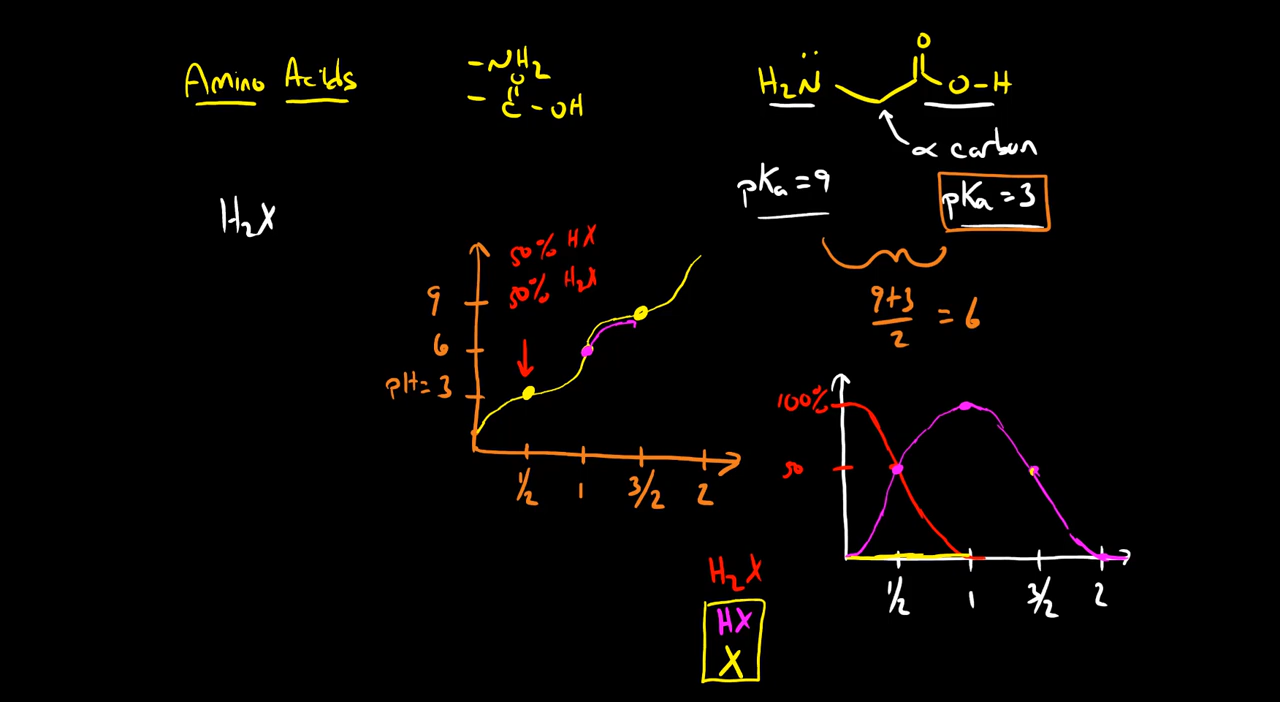 Amino Acids
-NH2
O
- C - OH
H2N
O
O-H
α carbon
pKa = 9
pKa = 3
H2X
50% HX
50% H2X
9+3
2
= 6
9
6
pH = 3
1/2 1 3/2 2
100%
50
1/2 1 3/2 2
H2X
HX
X